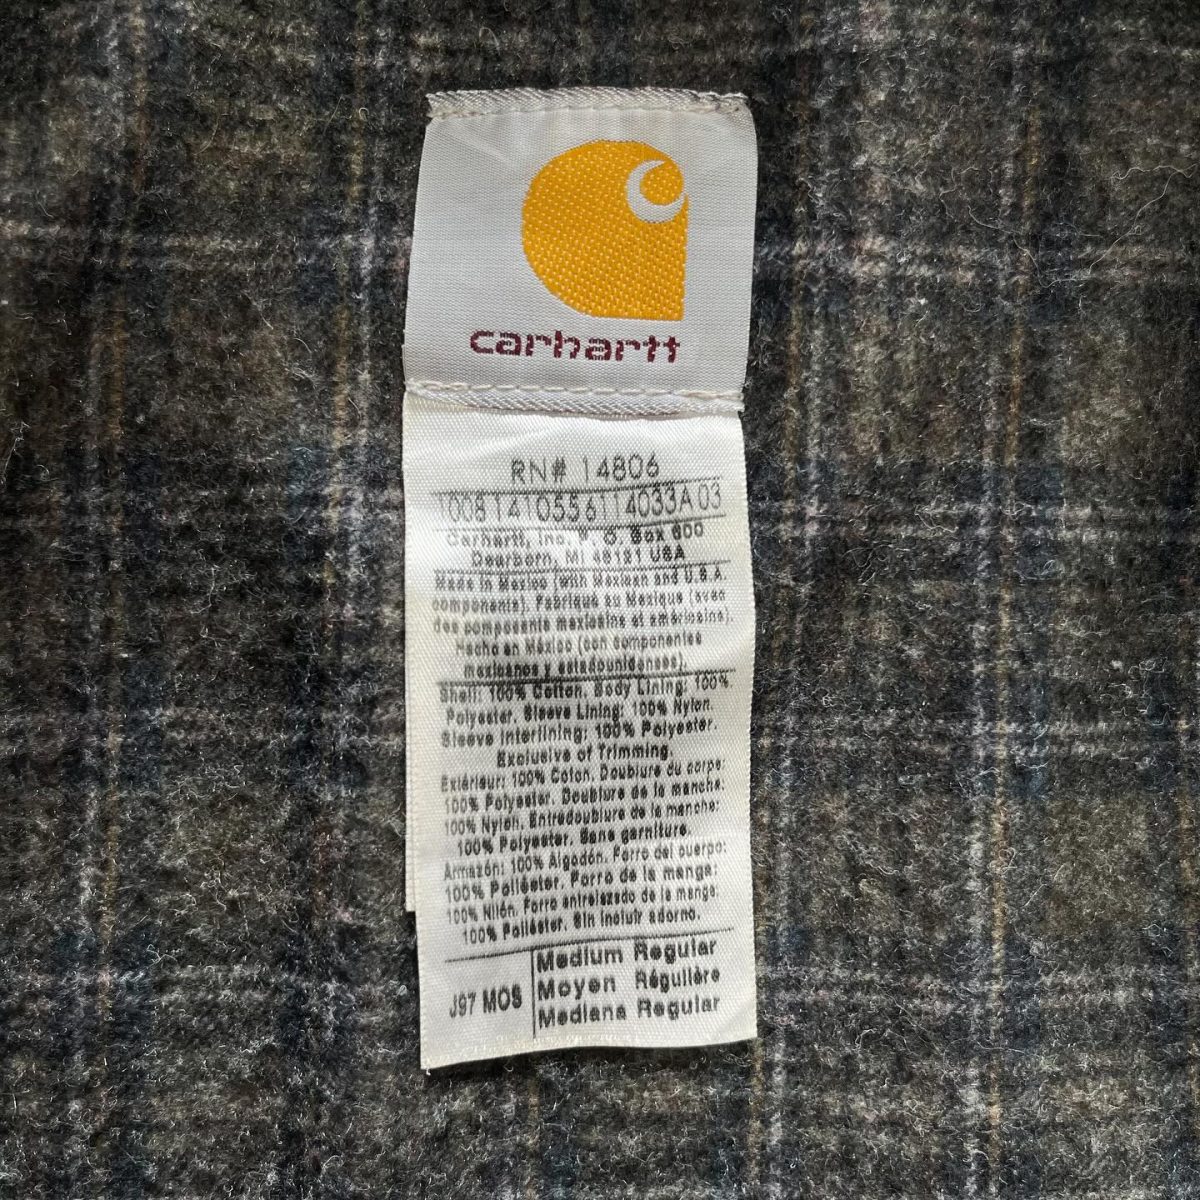 carhartt
RN# 14806
10081410556114033A03
Carhartt, Inc. P. O. Box 600
Dearborn, MI 48121 USA
Made in Mexico (with Mexican and U.S.A.
components). Fabriqué au Mexique (avec
des composants mexicains et américains).
Hecho en México (con componentes
mexicanos y estadounidenses).
Shell: 100% Cotton. Body Lining: 100%
Polyester. Sleeve Lining: 100% Nylon.
Sleeve Interlining: 100% Polyester.
Exclusive of Trimming.
Extérieur: 100% Coton. Doublure du corps:
100% Polyester. Doublure de la manche:
100% Nylon. Entredoublure de la manche:
100% Polyester. Sans garniture.
Armazón: 100% Algodón. Forro del cuerpo:
100% Poliéster. Forro de la manga:
100% Nilón. Forro entrelazado de la manga:
100% Poliéster. Sin incluir adorno.
J97 MOS
Medium Regular
Moyen Régulière
Mediana Regular